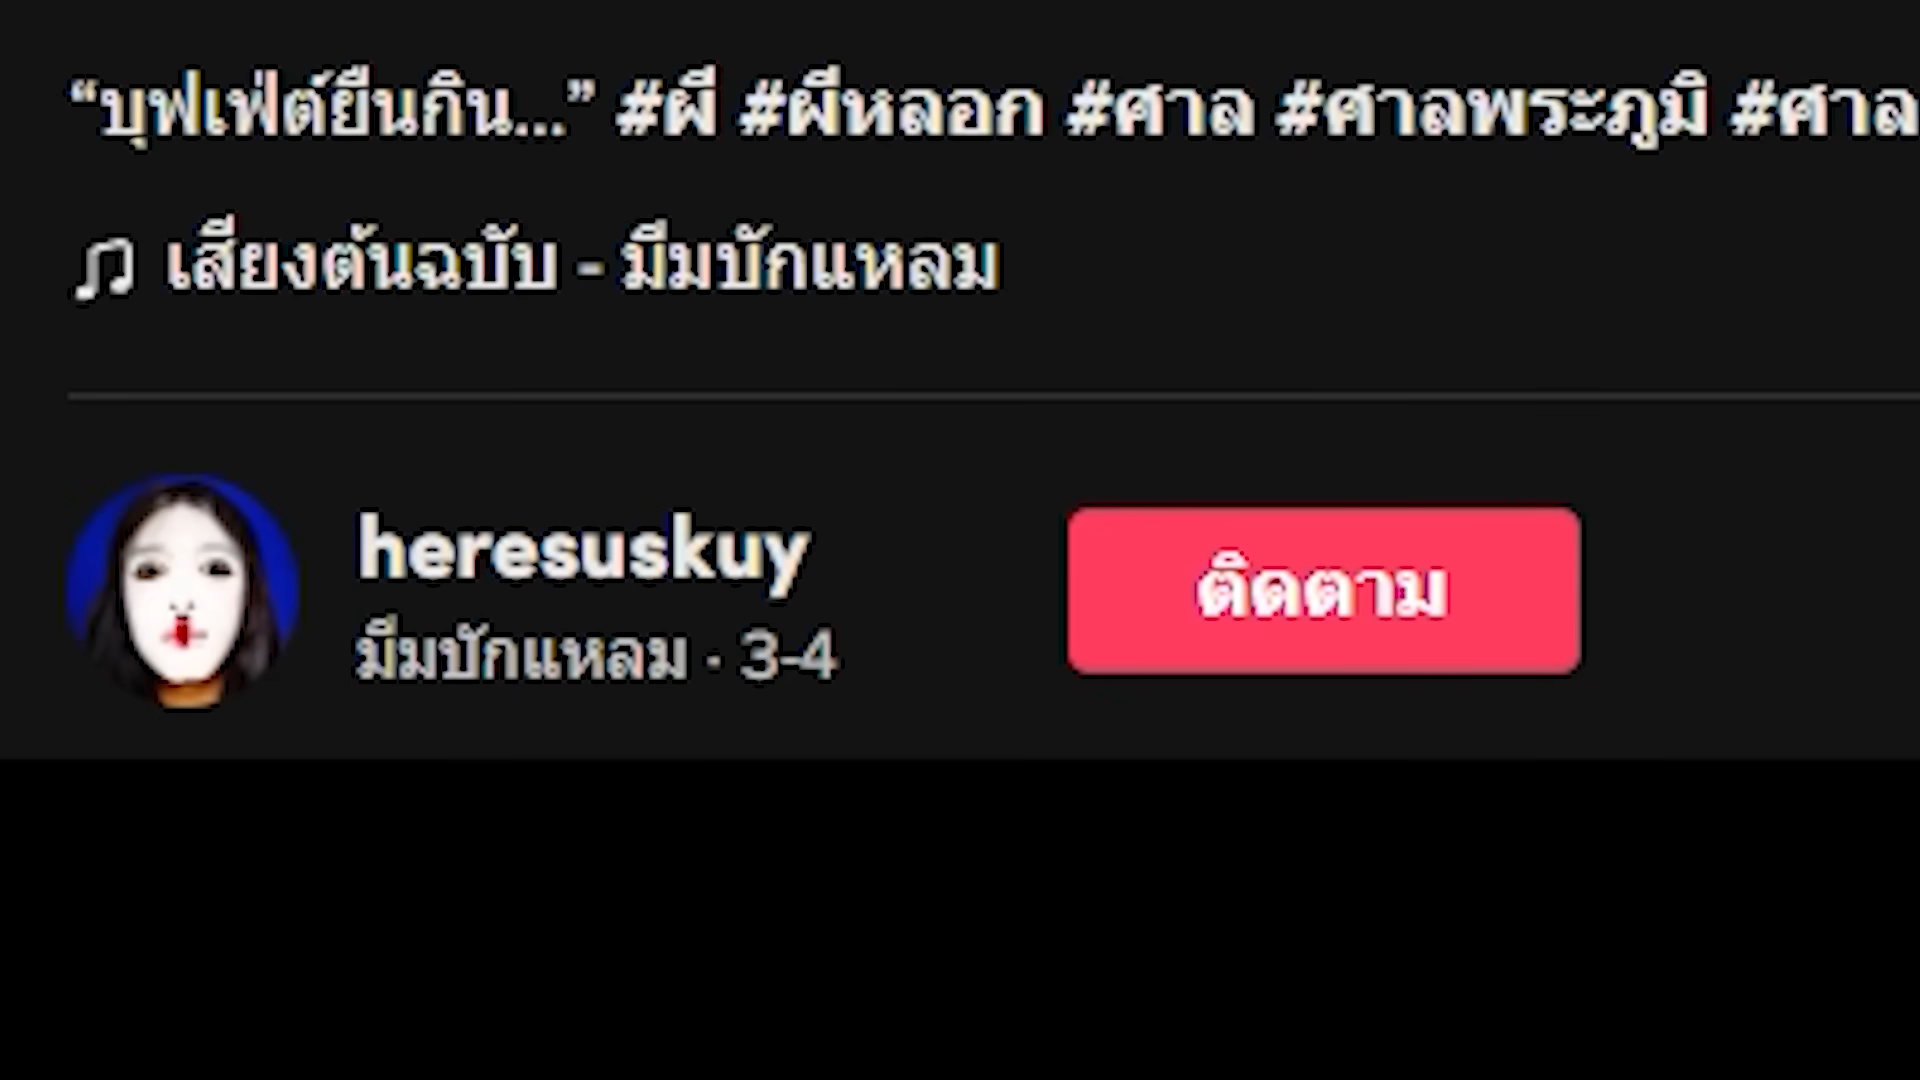 “บุฟเฟ่ต์ยืนกิน...” #ผี #ผีหลอก #ศาล #ศาลพระภูมิ #ศาล
เสียงต้นฉบับ - มีมบักแหลม
heresuskuy
มีมบักแหลม · 3-4
ติดตาม